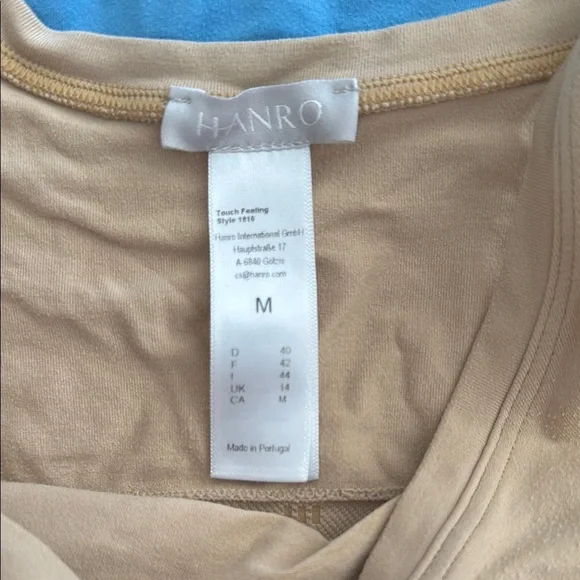 HANRO
Touch Feeling
Style 1810
Hanro International GmbH
Hauptstraße 17
A-6840 Götzis
cs@hanro.com
M
D 40
F 42
I 44
UK 14
CA M
Made in Portugal